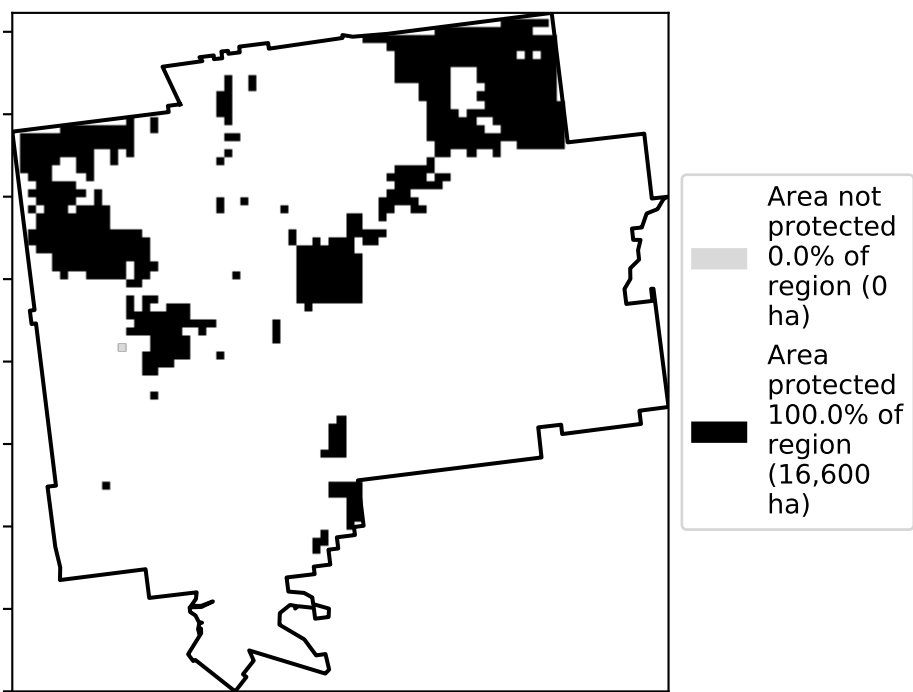 Area not
protected
0.0% of
region (0
ha)
Area
protected
100.0% of
region
(16,600
ha)